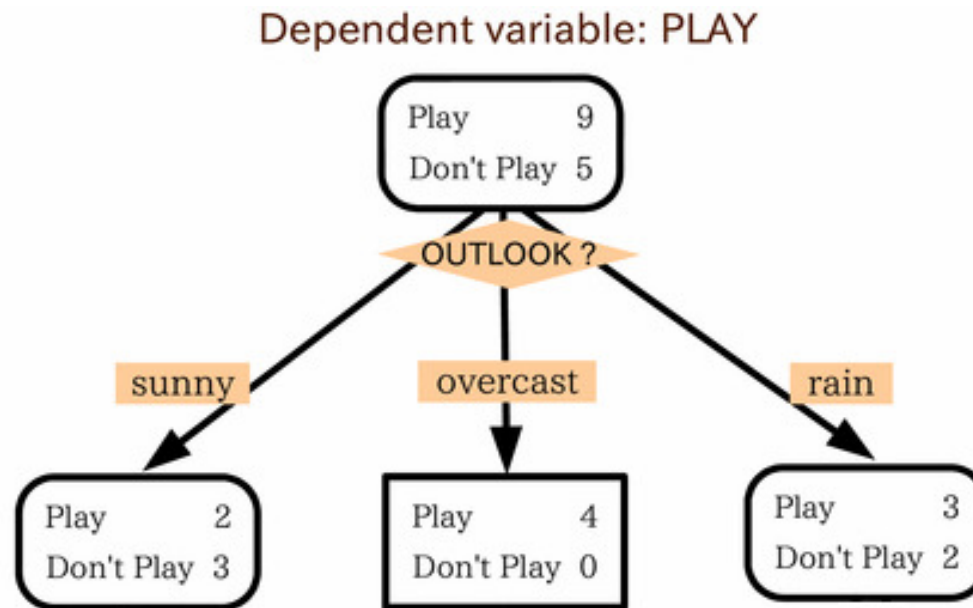 Dependent variable: PLAY
Play 9
Don't Play 5
OUTLOOK ?
sunny
overcast
rain
Play 2
Don't Play 3
Play 4
Don't Play 0
Play 3
Don't Play 2